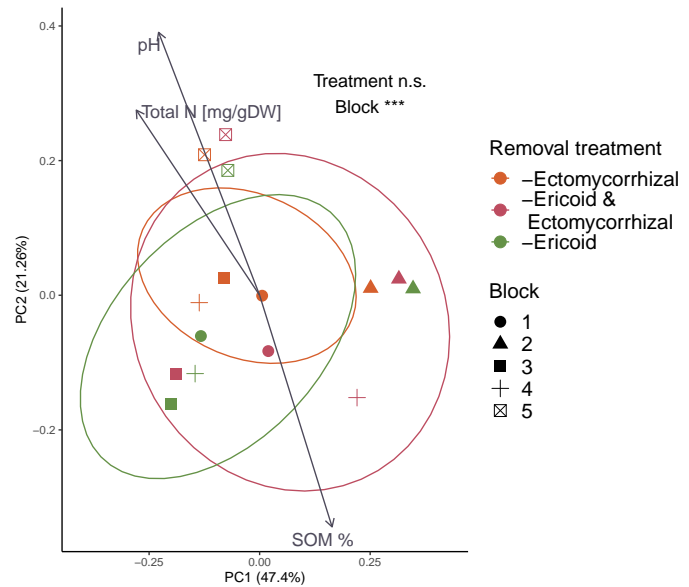 0.4
0.2
0.0
−0.2
PC2 (21.26%)
−0.25
0.00
0.25
PC1 (47.4%)
pH
Total N [mg/gDW]
SOM %
Treatment n.s.
Block ***
Removal treatment
−Ectomycorrhizal
−Ericoid &
Ectomycorrhizal
−Ericoid
Block
1
2
3
4
5